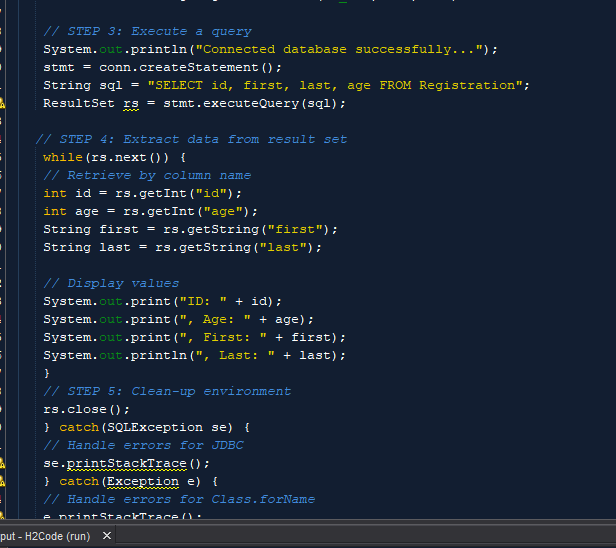 // STEP 3: Execute a query
System.out.println("Connected database successfully...");
stmt = conn.createStatement();
String sql = "SELECT id, first, last, age FROM Registration";
ResultSet rs = stmt.executeQuery(sql);
// STEP 4: Extract data from result set
while(rs.next()) {
// Retrieve by column name
int id = rs.getInt("id");
int age = rs.getInt("age");
String first = rs.getString("first");
String last = rs.getString("last");
// Display values
System.out.print("ID: " + id);
System.out.print(", Age: " + age);
System.out.print(", First: " + first);
System.out.println(", Last: " + last);
}
// STEP 5: Clean-up environment
rs.close();
} catch(SQLException se) {
// Handle errors for JDBC
se.printStackTrace();
} catch(Exception e) {
// Handle errors for Class.forName
e.printStackTrace();
put - H2Code (run) ×